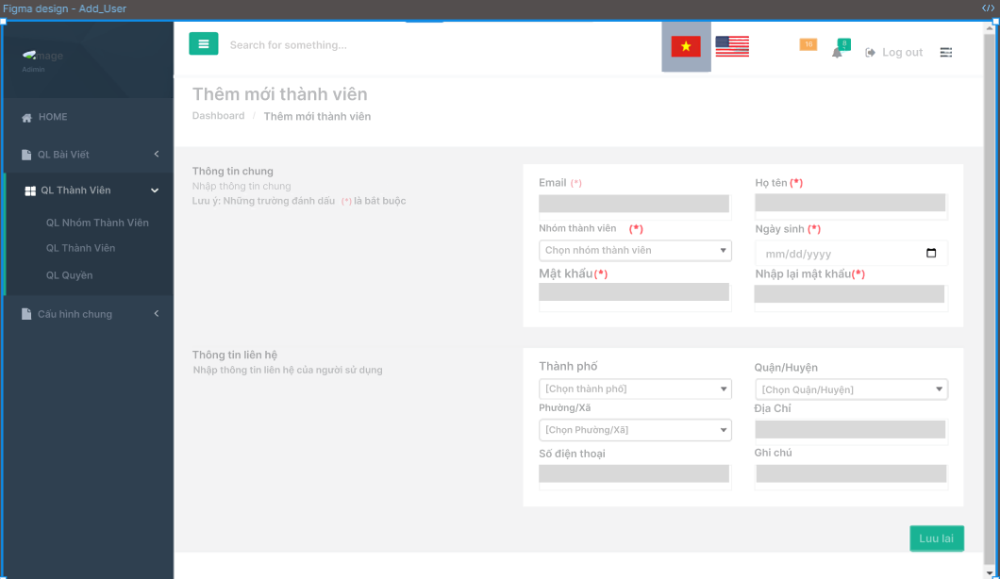 Figma design - Add_User
</>
Image
Admin
Search for something...
16
8
Log out
Thêm mới thành viên
Dashboard / Thêm mới thành viên
HOME
QL Bài Viết
QL Thành Viên
QL Nhóm Thành Viên
QL Thành Viên
QL Quyền
Cấu hình chung
Thông tin chung
Nhập thông tin chung
Lưu ý: Những trường đánh dấu (*) là bắt buộc
Email (*)
Họ tên (*)
Nhóm thành viên (*)
Ngày sinh (*)
Chọn nhóm thành viên
mm/dd/yyyy
Mật khẩu(*)
Nhập lại mật khẩu(*)
Thông tin liên hệ
Nhập thông tin liên hệ của người sử dụng
Thành phố
Quận/Huyện
[Chọn thành phố]
[Chọn Quận/Huyện]
Phường/Xã
Địa Chỉ
[Chọn Phường/Xã]
Số điện thoại
Ghi chú
Luu lai